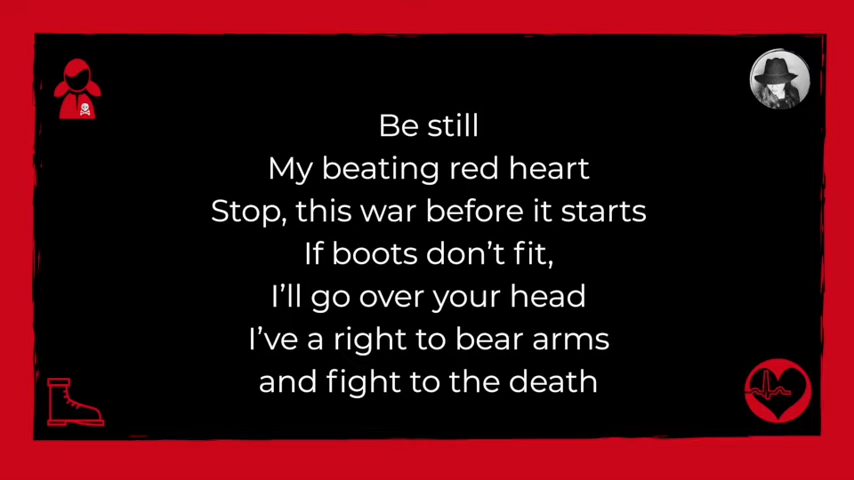 Be still
My beating red heart
Stop, this war before it starts
If boots don’t fit,
I’ll go over your head
I’ve a right to bear arms
and fight to the death